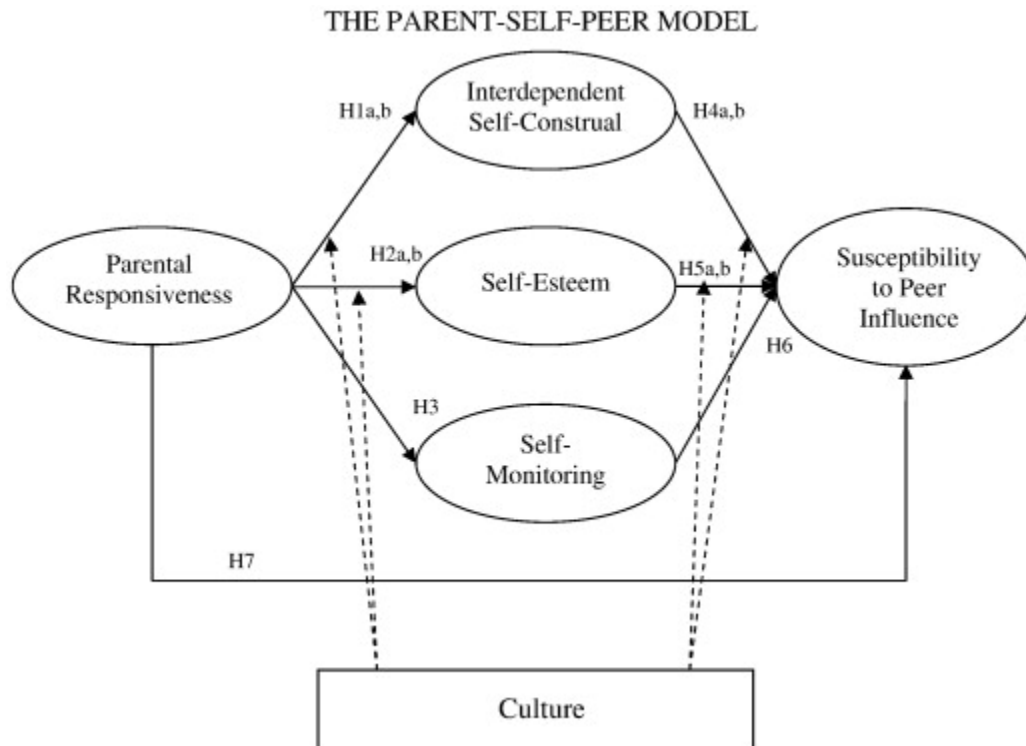 THE PARENT-SELF-PEER MODEL
Interdependent
Self-Construal
H1a,b
H4a,b
Parental
Responsiveness
H2a,b
Self-Esteem
H5a,b
Susceptibility
to Peer
Influence
H6
H3
Self-
Monitoring
H7
Culture